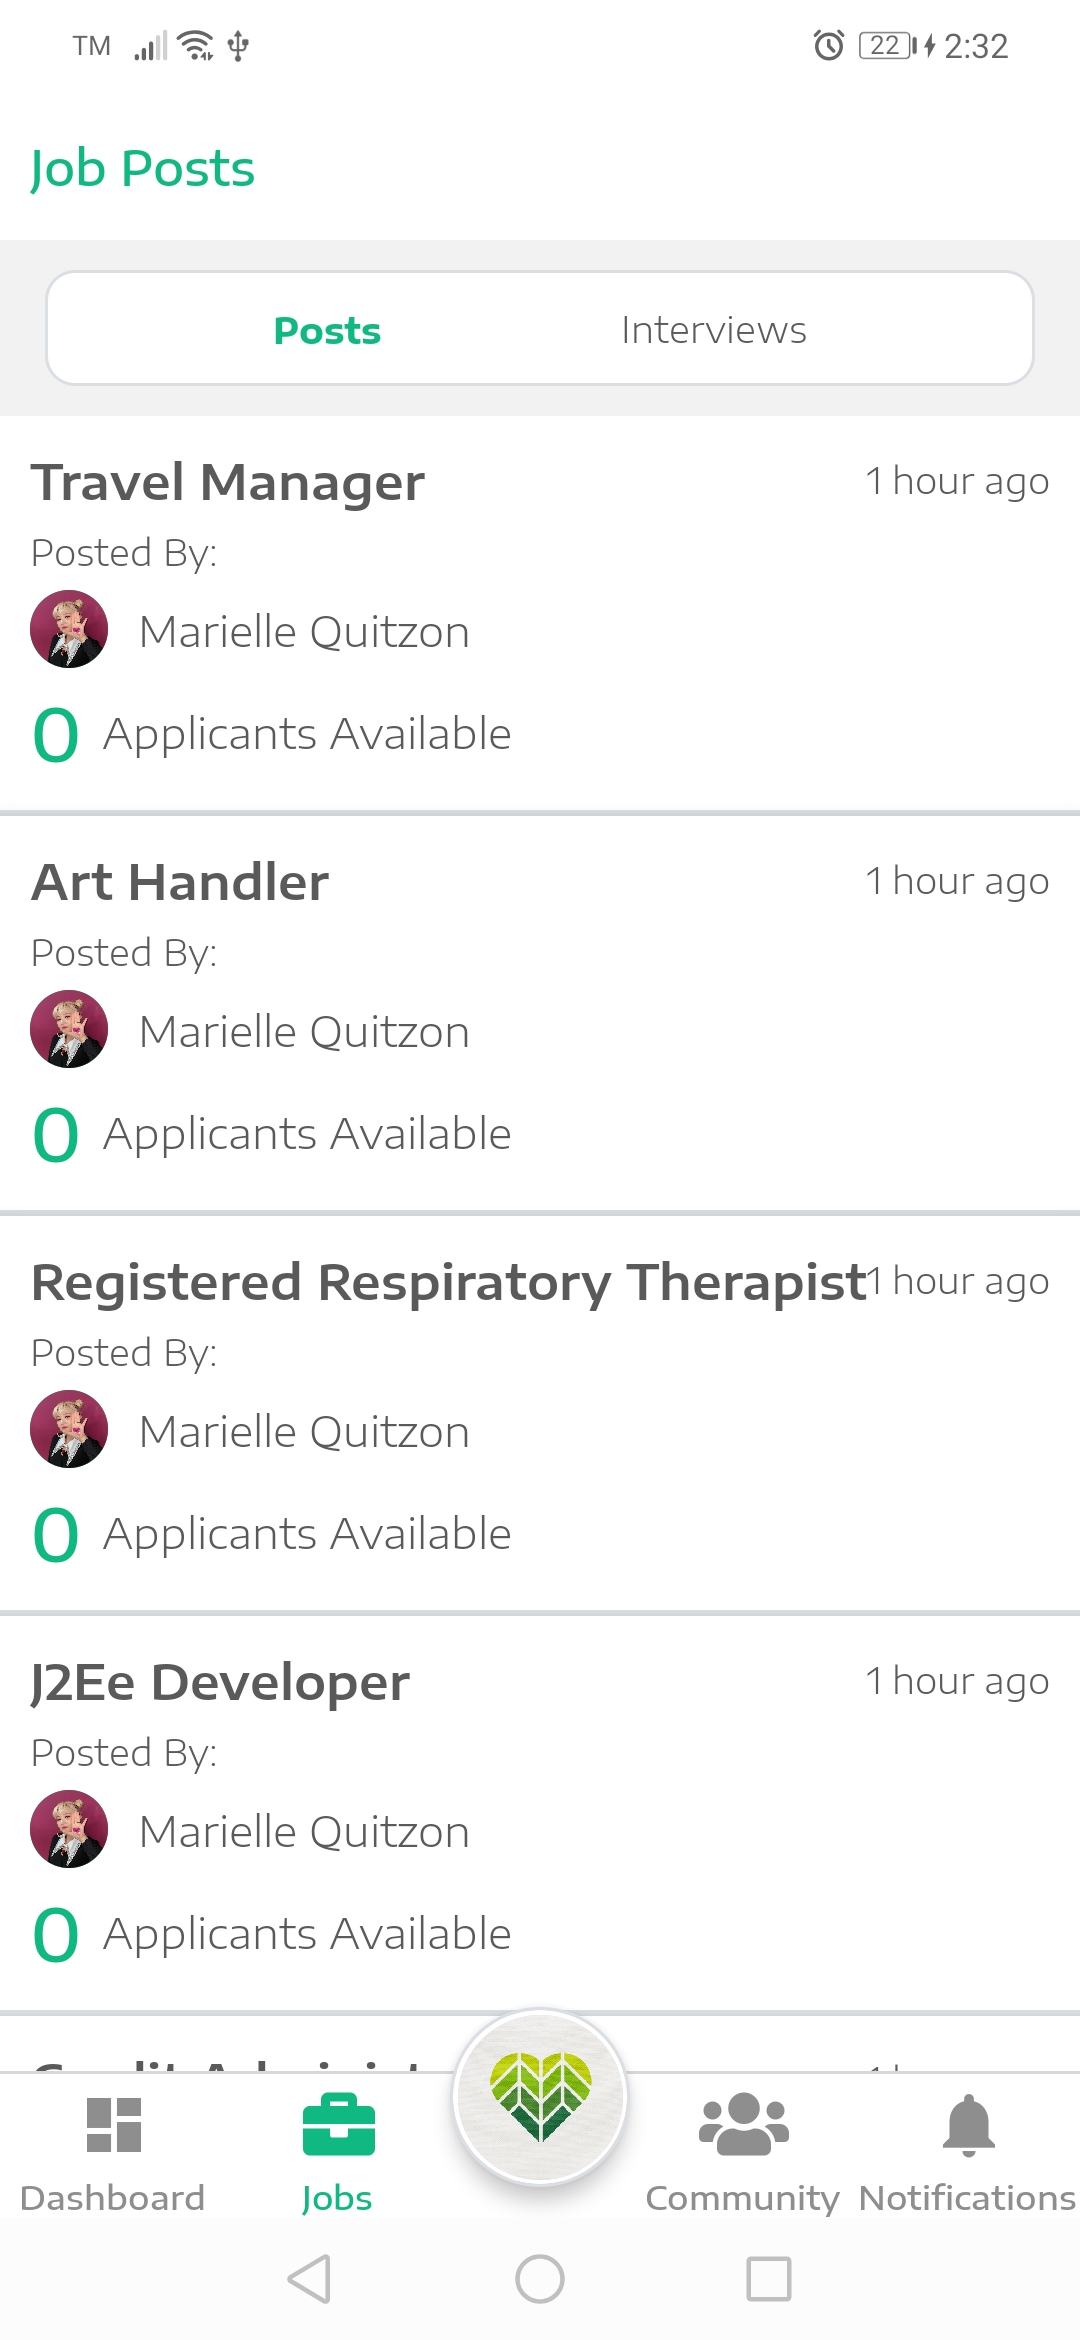 TM 22 2:32
Job Posts
Posts Interviews
Travel Manager 1 hour ago
Posted By:
Marielle Quitzon
0 Applicants Available
Art Handler 1 hour ago
Posted By:
Marielle Quitzon
0 Applicants Available
Registered Respiratory Therapist 1 hour ago
Posted By:
Marielle Quitzon
0 Applicants Available
J2Ee Developer 1 hour ago
Posted By:
Marielle Quitzon
0 Applicants Available
Dashboard Jobs Community Notifications